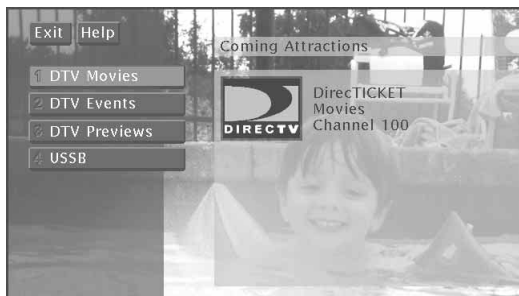 Exit Help
Coming Attractions
1 DTV Movies
2 DTV Events
3 DTV Previews
4 USSB
DIRECTV
DirecTICKET
Movies
Channel 100